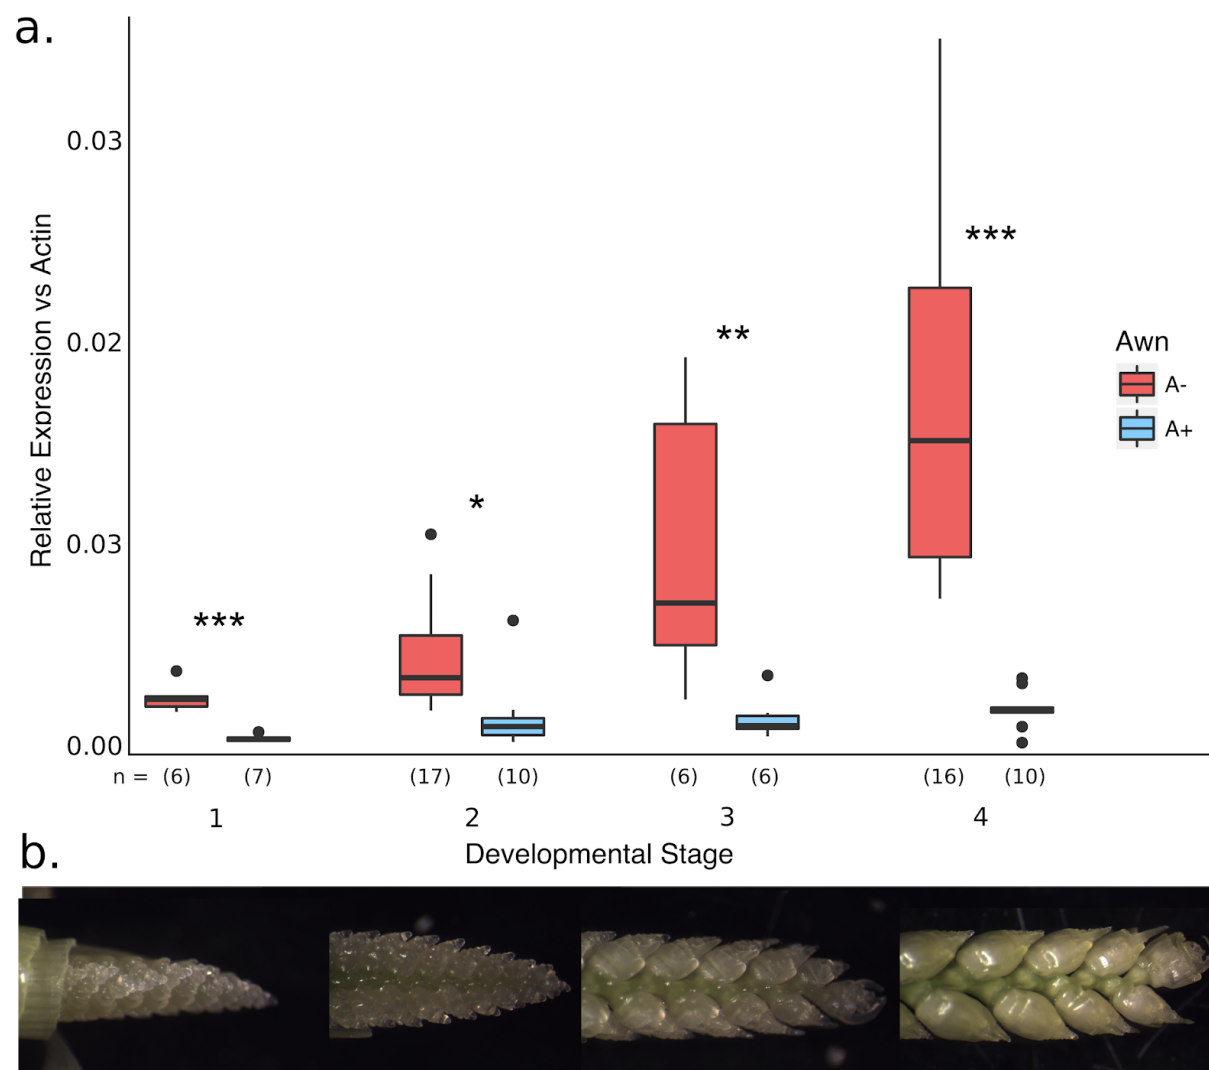 a.
0.03
0.02
0.03
0.00
Relative Expression vs Actin
***
*
**
***
Awn
A-
A+
n = (6) (7) (17) (10) (6) (6) (16) (10)
1 2 3 4
Developmental Stage
b.